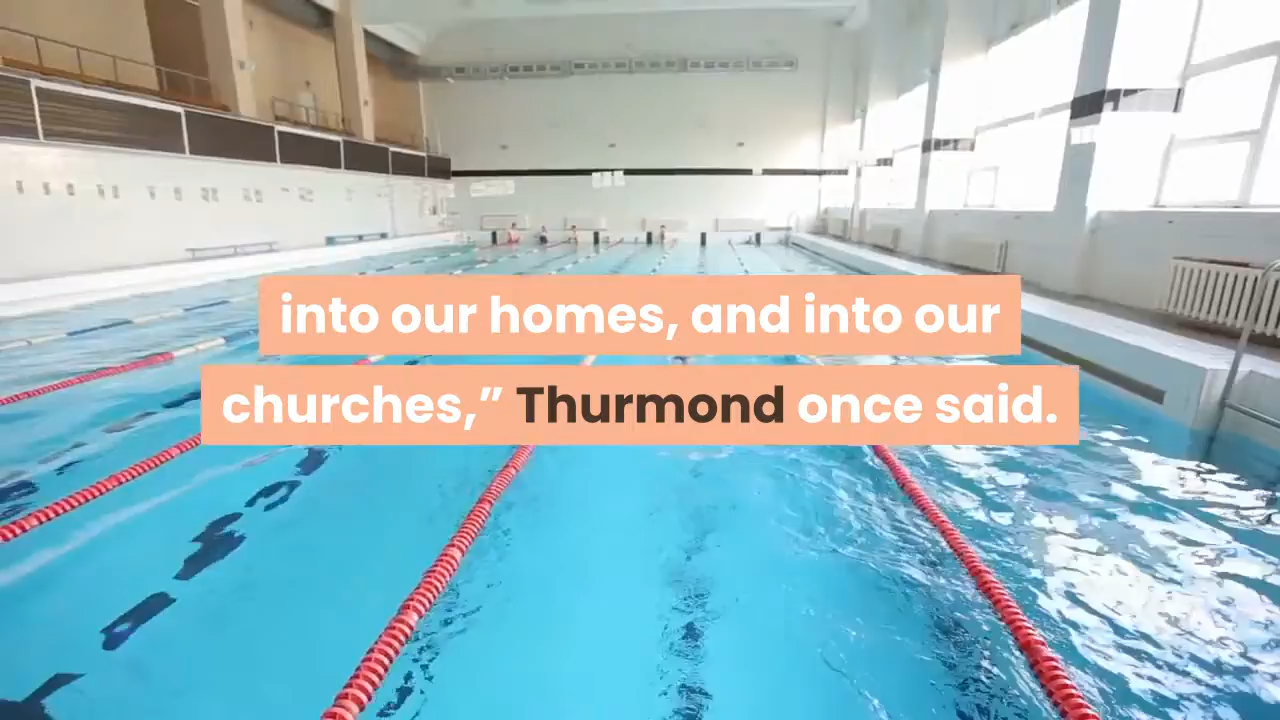 into our homes, and into our
churches,” Thurmond once said.